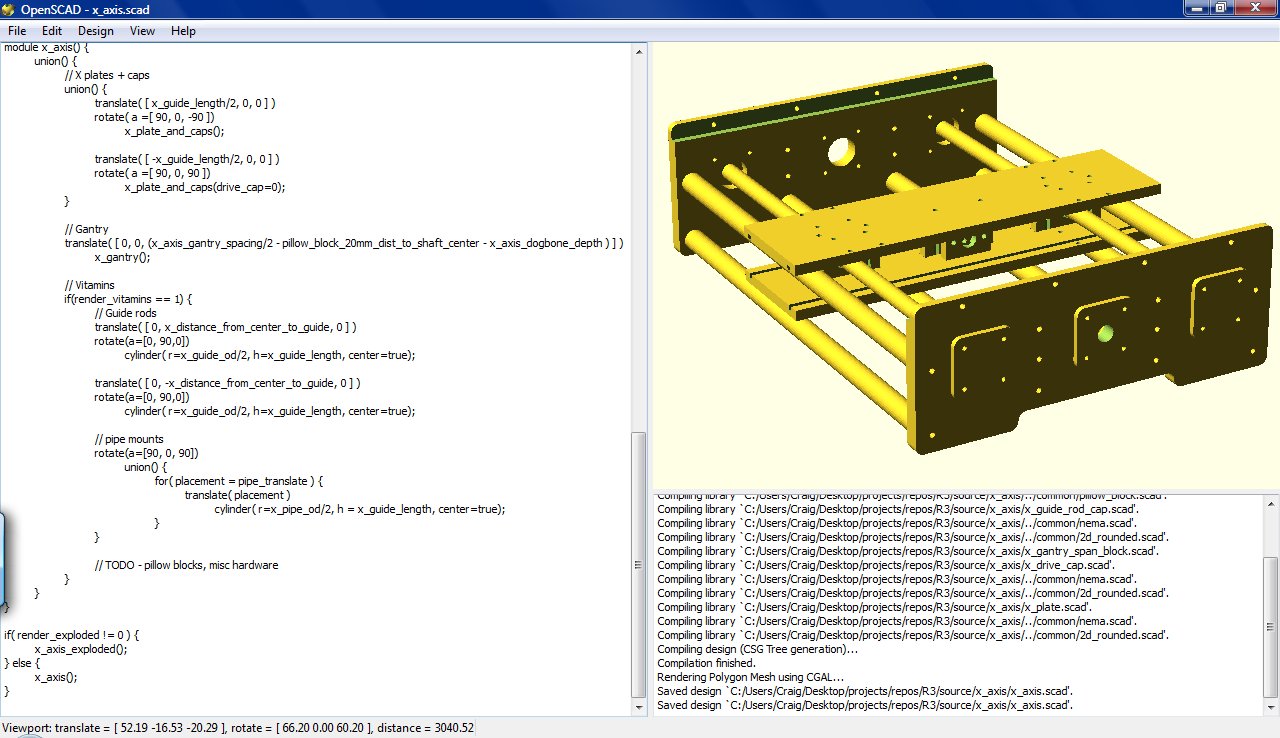 OpenSCAD - x_axis.scad
File Edit Design View Help
module x_axis() {
union() {
// X plates + caps
union() {
translate( [ x_guide_length/2, 0, 0 ] )
rotate( a =[ 90, 0, -90 ])
x_plate_and_caps();
translate( [ -x_guide_length/2, 0, 0 ] )
rotate( a =[ 90, 0, 90 ])
x_plate_and_caps(drive_cap=0);
}
// Gantry
translate( [ 0, 0, (x_axis_gantry_spacing/2 - pillow_block_20mm_dist_to_shaft_center - x_axis_dogbone_depth ) ] )
x_gantry();
// Vitamins
if(render_vitamins == 1) {
// Guide rods
translate( [ 0, x_distance_from_center_to_guide, 0 ] )
rotate(a=[0, 90,0])
cylinder( r=x_guide_od/2, h=x_guide_length, center=true);
translate( [ 0, -x_distance_from_center_to_guide, 0 ] )
rotate(a=[0, 90,0])
cylinder( r=x_guide_od/2, h=x_guide_length, center=true);
// pipe mounts
rotate(a=[90, 0, 90])
union() {
for( placement = pipe_translate ) {
translate( placement )
cylinder( r=x_pipe_od/2, h = x_guide_length, center=true);
}
}
// TODO - pillow blocks, misc hardware
}
}
}
if( render_exploded != 0 ) {
x_axis_exploded();
} else {
x_axis();
}
Compiling library `C:/Users/Craig/Desktop/projects/repos/R3/source/x_axis/../common/pillow_block.scad'.
Compiling library `C:/Users/Craig/Desktop/projects/repos/R3/source/x_axis/x_guide_rod_cap.scad'.
Compiling library `C:/Users/Craig/Desktop/projects/repos/R3/source/x_axis/../common/nema.scad'.
Compiling library `C:/Users/Craig/Desktop/projects/repos/R3/source/x_axis/../common/2d_rounded.scad'.
Compiling library `C:/Users/Craig/Desktop/projects/repos/R3/source/x_axis/x_gantry_span_block.scad'.
Compiling library `C:/Users/Craig/Desktop/projects/repos/R3/source/x_axis/x_drive_cap.scad'.
Compiling library `C:/Users/Craig/Desktop/projects/repos/R3/source/x_axis/../common/nema.scad'.
Compiling library `C:/Users/Craig/Desktop/projects/repos/R3/source/x_axis/../common/2d_rounded.scad'.
Compiling library `C:/Users/Craig/Desktop/projects/repos/R3/source/x_axis/x_plate.scad'.
Compiling library `C:/Users/Craig/Desktop/projects/repos/R3/source/x_axis/../common/nema.scad'.
Compiling library `C:/Users/Craig/Desktop/projects/repos/R3/source/x_axis/../common/2d_rounded.scad'.
Compiling design (CSG Tree generation)...
Compilation finished.
Rendering Polygon Mesh using CGAL...
Saved design `C:/Users/Craig/Desktop/projects/repos/R3/source/x_axis/x_axis.scad'.
Saved design `C:/Users/Craig/Desktop/projects/repos/R3/source/x_axis/x_axis.scad'.
Viewport: translate = [ 52.19 -16.53 -20.29 ], rotate = [ 66.20 0.00 60.20 ], distance = 3040.52